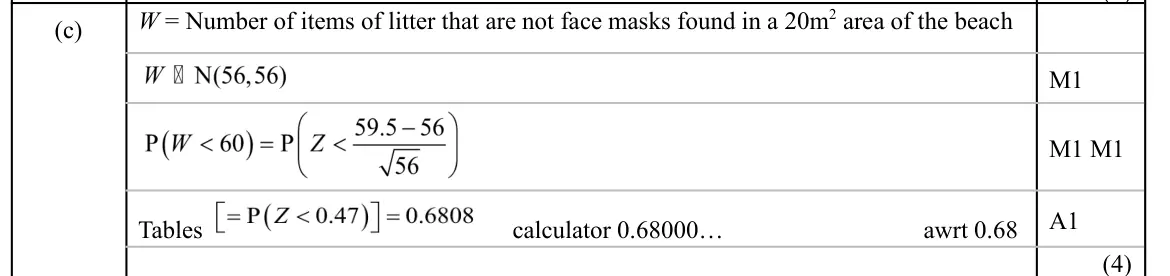 (c) W = Number of items of litter that are not face masks found in a 20m² area of the beach
W ▯ N(56,56) M1
P(W < 60) = P(Z < (59.5 − 56)/√56) M1 M1
Tables [= P(Z < 0.47)] = 0.6808 calculator 0.68000… awrt 0.68 A1
(4)